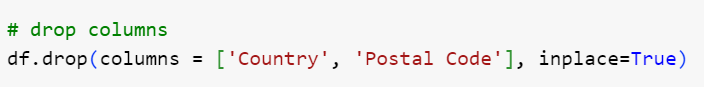 # drop columns
df.drop(columns = ['Country', 'Postal Code'], inplace=True)